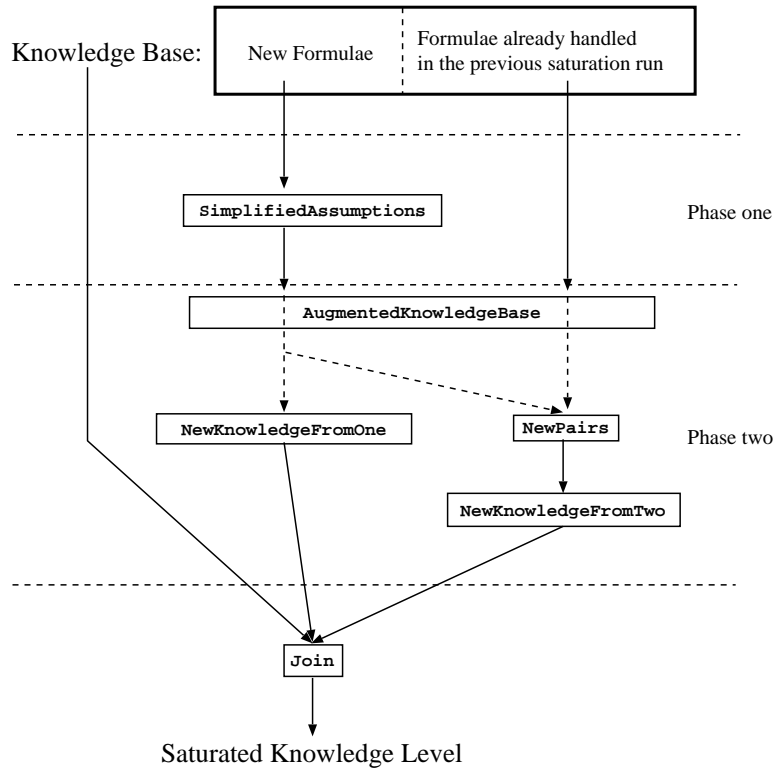 Knowledge Base:
New Formulae
Formulae already handled
in the previous saturation run
SimplifiedAssumptions
Phase one
AugmentedKnowledgeBase
NewKnowledgeFromOne
NewPairs
Phase two
NewKnowledgeFromTwo
Join
Saturated Knowledge Level